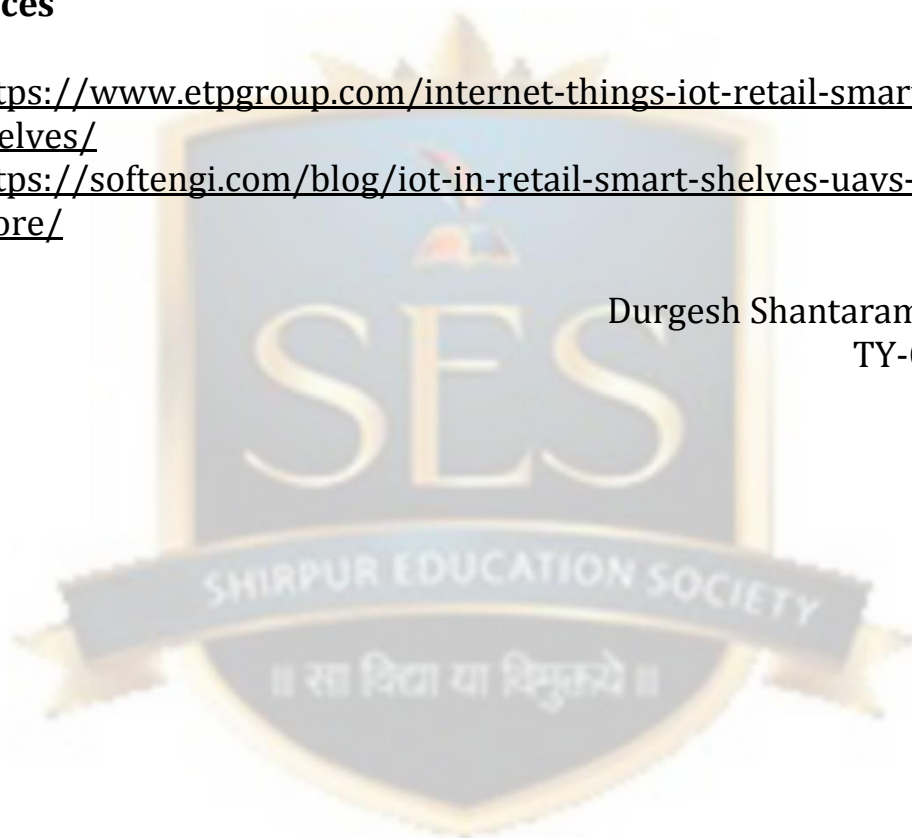 ces
tps://www.etpgroup.com/internet-things-iot-retail-smar
elves/
tps://softengi.com/blog/iot-in-retail-smart-shelves-uavs-
ore/
Durgesh Shantaram
TY-
SES
SHIRPUR EDUCATION SOCIETY
॥ सा विद्या या विमुक्तये ॥